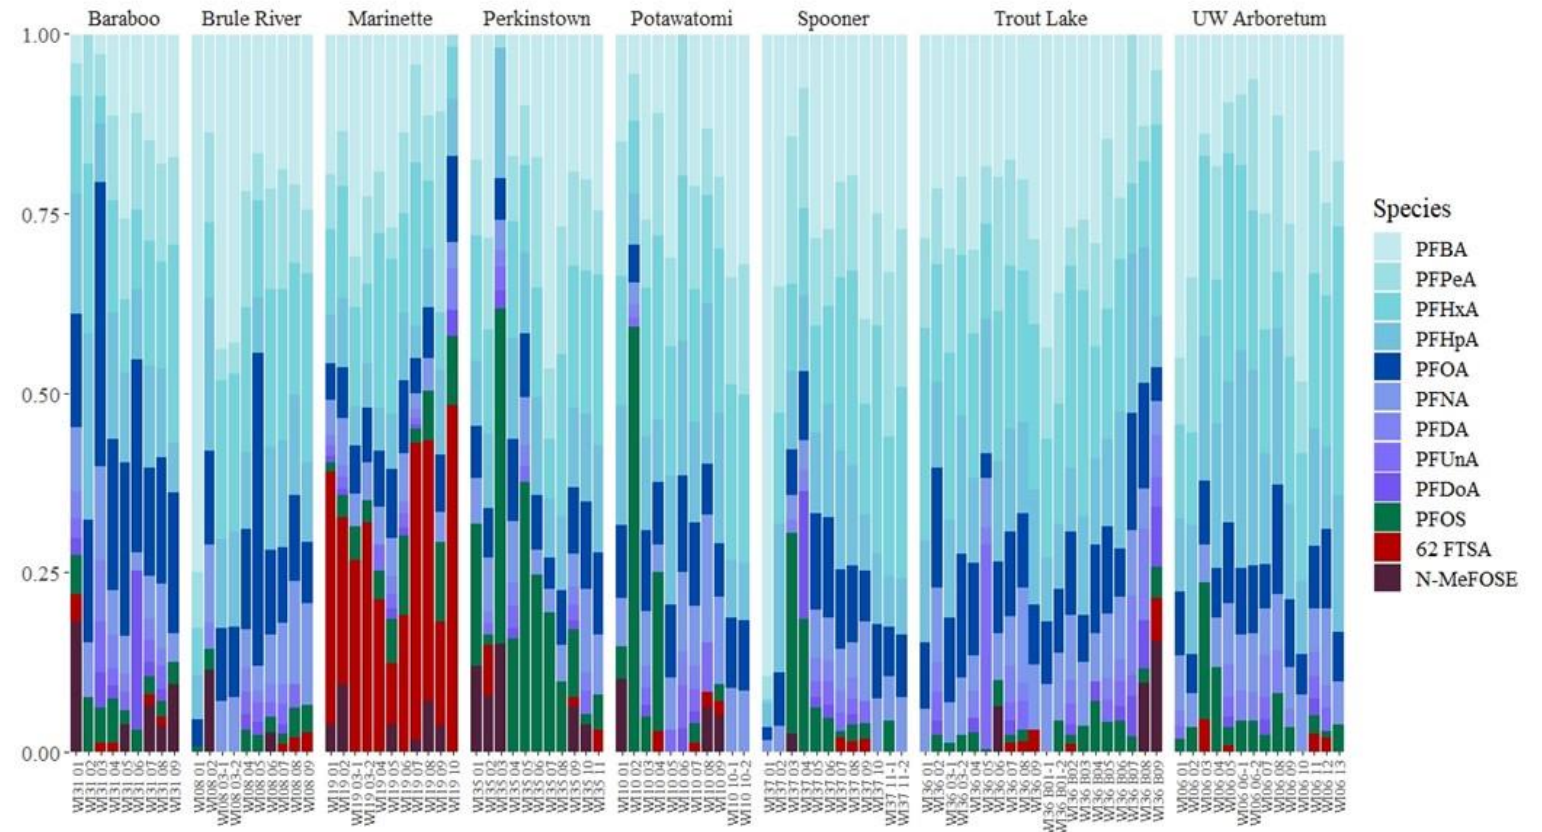 Baraboo Brule River Marinette Perkinstown Potawatomi Spooner Trout Lake UW Arboretum
1.00
0.75
0.50
0.25
0.00
Species
PFBA
PFPeA
PFHxA
PFHpA
PFOA
PFNA
PFDA
PFUnA
PFDoA
PFOS
62 FTSA
N-MeFOSE
WI31 01
WI31 02
WI31 03
WI31 04
WI31 05
WI31 06
WI31 07
WI31 08
WI31 09
WI08 01
WI08 02
WI08 03-1
WI08 03-2
WI08 04
WI08 05
WI08 06
WI08 07
WI08 08
WI08 09
WI19 01
WI19 02
WI19 03-1
WI19 03-2
WI19 04
WI19 05
WI19 06
WI19 07
WI19 08
WI19 09
WI19 10
WI35 01
WI35 02
WI35 03
WI35 04
WI35 05
WI35 06
WI35 07
WI35 08
WI35 09
WI35 10
WI10 01
WI10 02
WI10 03
WI10 04
WI10 05
WI10 06
WI10 07
WI10 08
WI10 09
WI10 10-1
WI10 10-2
WI37 01
WI37 02
WI37 03
WI37 04
WI37 05
WI37 06
WI37 07
WI37 08
WI37 09
WI37 10
WI37 11-1
WI37 11-2
WI36 01
WI36 02
WI36 03-1
WI36 03-2
WI36 04
WI36 05
WI36 06
WI36 07
WI36 08
WI36 09
WI36 B01-1
WI36 B01-2
WI36 B02
WI36 B03
WI36 B04
WI36 B05
WI36 B06
WI36 B07
WI36 B08
WI36 B09
WI06 01
WI06 02
WI06 03
WI06 04
WI06 05
WI06 06-1
WI06 06-2
WI06 07
WI06 08
WI06 09
WI06 10
WI06 11
WI06 12
WI06 13